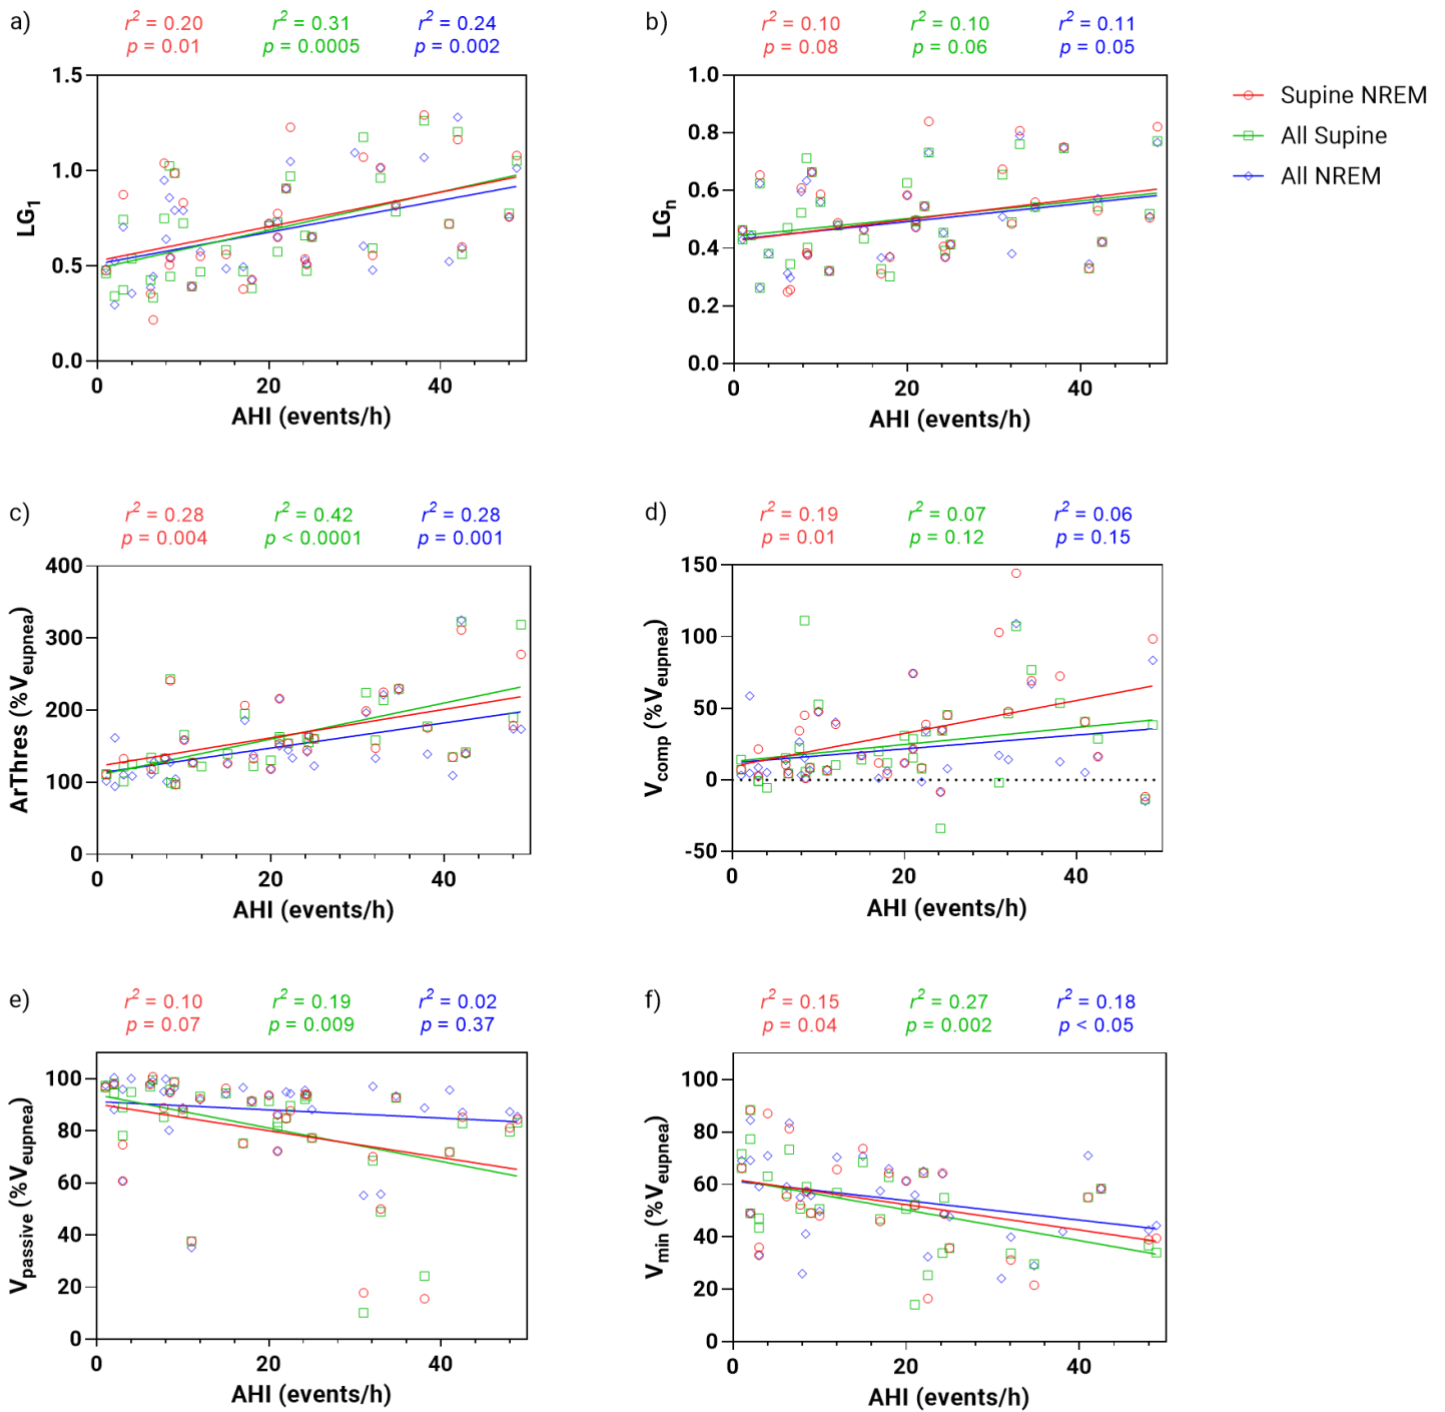 a)
r² = 0.20 r² = 0.31 r² = 0.24
p = 0.01 p = 0.0005 p = 0.002
1.5
1.0
0.5
0.0
LG₁
0 20 40
AHI (events/h)
b)
r² = 0.10 r² = 0.10 r² = 0.11
p = 0.08 p = 0.06 p = 0.05
1.0
0.8
0.6
0.4
0.2
0.0
LGₙ
0 20 40
AHI (events/h)
Supine NREM
All Supine
All NREM
c)
r² = 0.28 r² = 0.42 r² = 0.28
p = 0.004 p < 0.0001 p = 0.001
400
300
200
100
0
ArThres (%Veupnea)
0 20 40
AHI (events/h)
d)
r² = 0.19 r² = 0.07 r² = 0.06
p = 0.01 p = 0.12 p = 0.15
150
100
50
0
-50
Vcomp (%Veupnea)
0 20 40
AHI (events/h)
e)
r² = 0.10 r² = 0.19 r² = 0.02
p = 0.07 p = 0.009 p = 0.37
100
80
60
40
20
0
Vpassive (%Veupnea)
0 20 40
AHI (events/h)
f)
r² = 0.15 r² = 0.27 r² = 0.18
p = 0.04 p = 0.002 p < 0.05
100
80
60
40
20
0
Vmin (%Veupnea)
0 20 40
AHI (events/h)